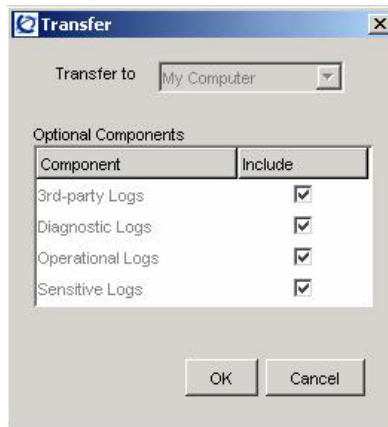 Transfer
Transfer to My Computer
Optional Components
Component Include
3rd-party Logs
Diagnostic Logs
Operational Logs
Sensitive Logs
OK Cancel